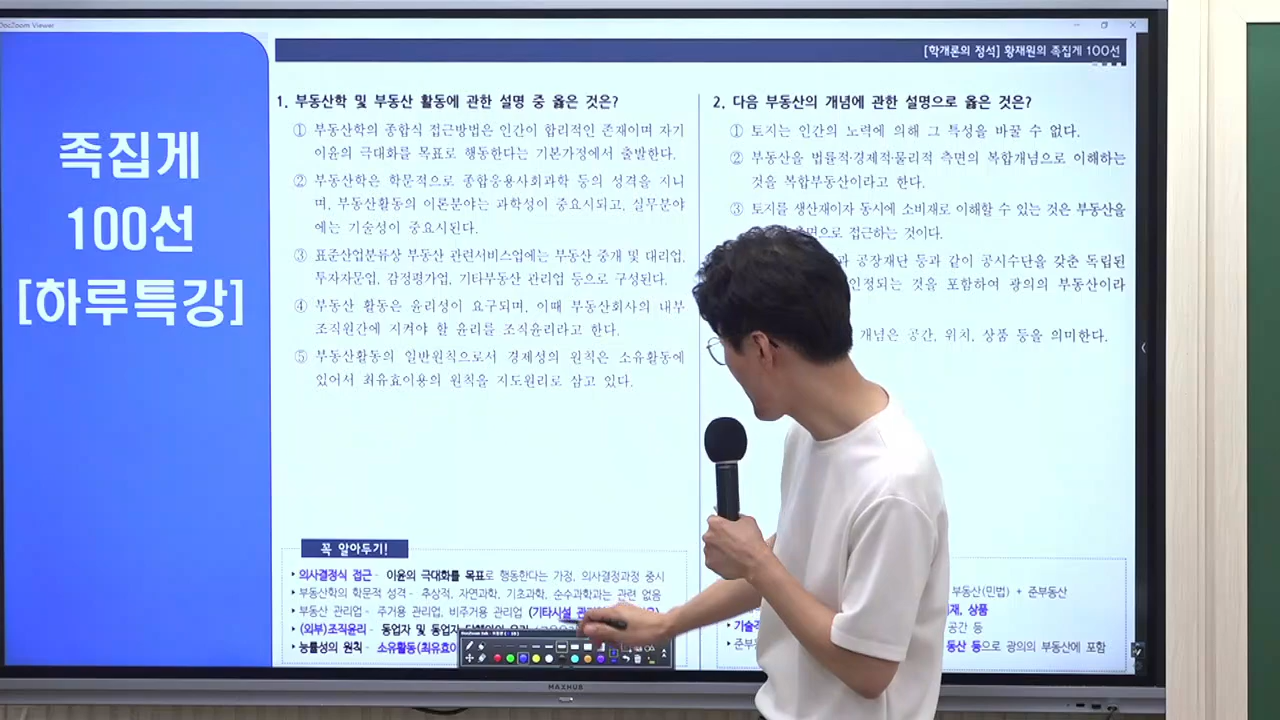 DocZoom Viewer
족집게
100선
[하루특강]
[학개론의 정석] 황재원의 족집게 100선
1. 부동산학 및 부동산 활동에 관한 설명 중 옳은 것은?
① 부동산학의 종합식 접근방법은 인간이 합리적인 존재이며 자기
이윤의 극대화를 목표로 행동한다는 기본가정에서 출발한다.
② 부동산학은 학문적으로 종합응용사회과학 등의 성격을 지니
며, 부동산활동의 이론분야는 과학성이 중요시되고, 실무분야
에는 기술성이 중요시된다.
③ 표준산업분류상 부동산 관련서비스업에는 부동산 중개 및 대리업,
투자자문업, 감정평가업, 기타부동산 관리업 등으로 구성된다.
④ 부동산 활동은 윤리성이 요구되며, 이때 부동산회사의 내부
조직원간에 지켜야 할 윤리를 조직윤리라고 한다.
⑤ 부동산활동의 일반원칙으로서 경제성의 원칙은 소유활동에
있어서 최유효이용의 원칙을 지도원리로 삼고 있다.
꼭 알아두기!
의사결정식 접근 - 이윤의 극대화를 목표로 행동한다는 가정, 의사결정과정 중시
부동산학의 학문적 성격 - 추상적, 자연과학, 기초과학, 순수과학과는 관련 없음
부동산 관리업 - 주거용 관리업, 비주거용 관리업 (기타시설
(외부)조직윤리 - 동업자 및 동업자
능률성의 원칙 - 소유활동(최유효이
2. 다음 부동산의 개념에 관한 설명으로 옳은 것은?
① 토지는 인간의 노력에 의해 그 특성을 바꿀 수 없다.
② 부동산을 법률적·경제적·물리적 측면의 복합개념으로 이해하는
것을 복합부동산이라고 한다.
③ 토지를 생산재이자 동시에 소비재로 이해할 수 있는 것은 부동산을
측면으로 접근하는 것이다.
공장재단 등과 같이 공시수단을 갖춘 독립된
인정되는 것을 포함하여 광의의 부동산이라
개념은 공간, 위치, 상품 등을 의미한다.
부동산(민법) + 준부동산
상품
공간 등
등으로 광의의 부동산에 포함
MAXHUB